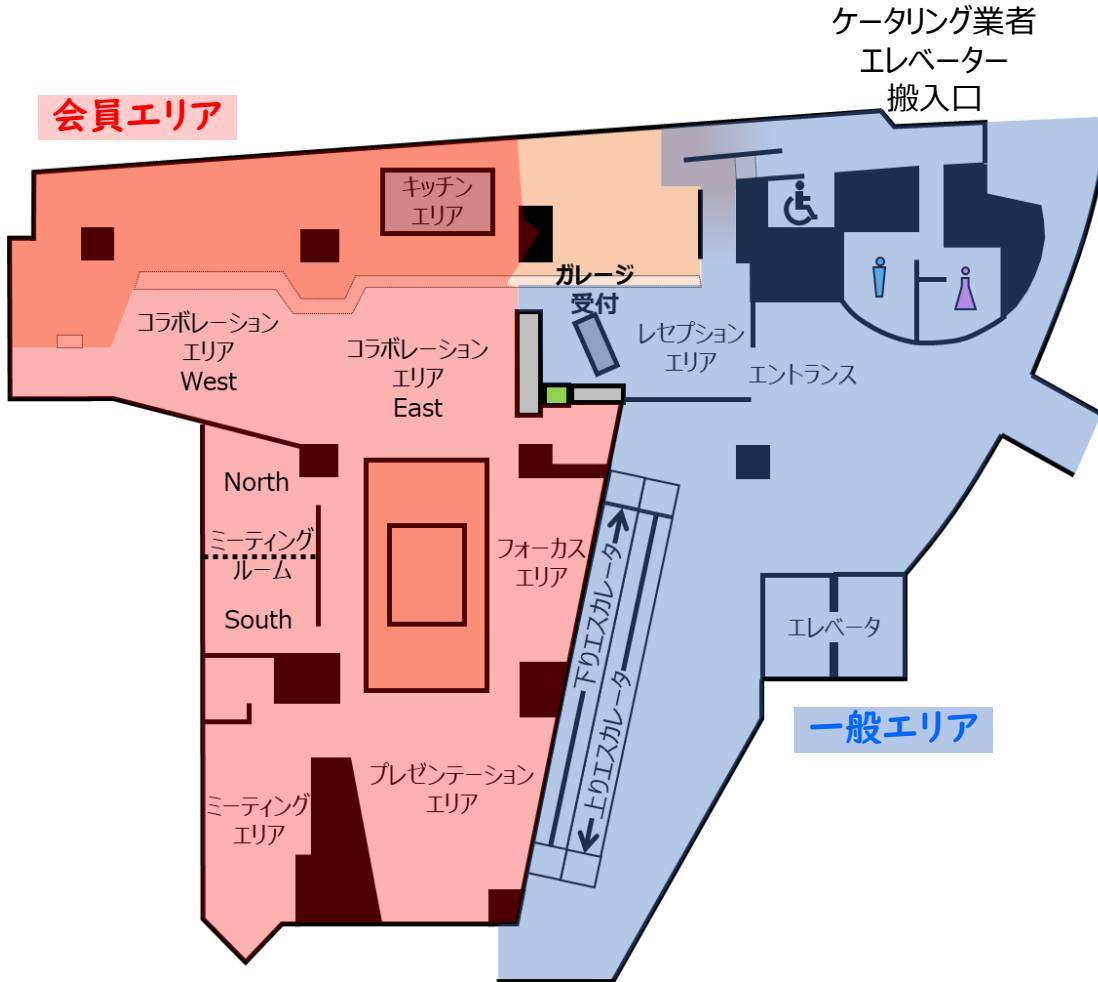 ケータリング業者
エレベーター
搬入口
会員エリア
キッチン
エリア
ガレージ
受付
コラボレーション
エリア
West
コラボレーション
エリア
East
レセプション
エリア
エントランス
North
ミーティング
ルーム
South
フォーカス
エリア
下りエスカレータ
上りエスカレータ
エレベータ
一般エリア
プレゼンテーション
エリア
ミーティング
エリア